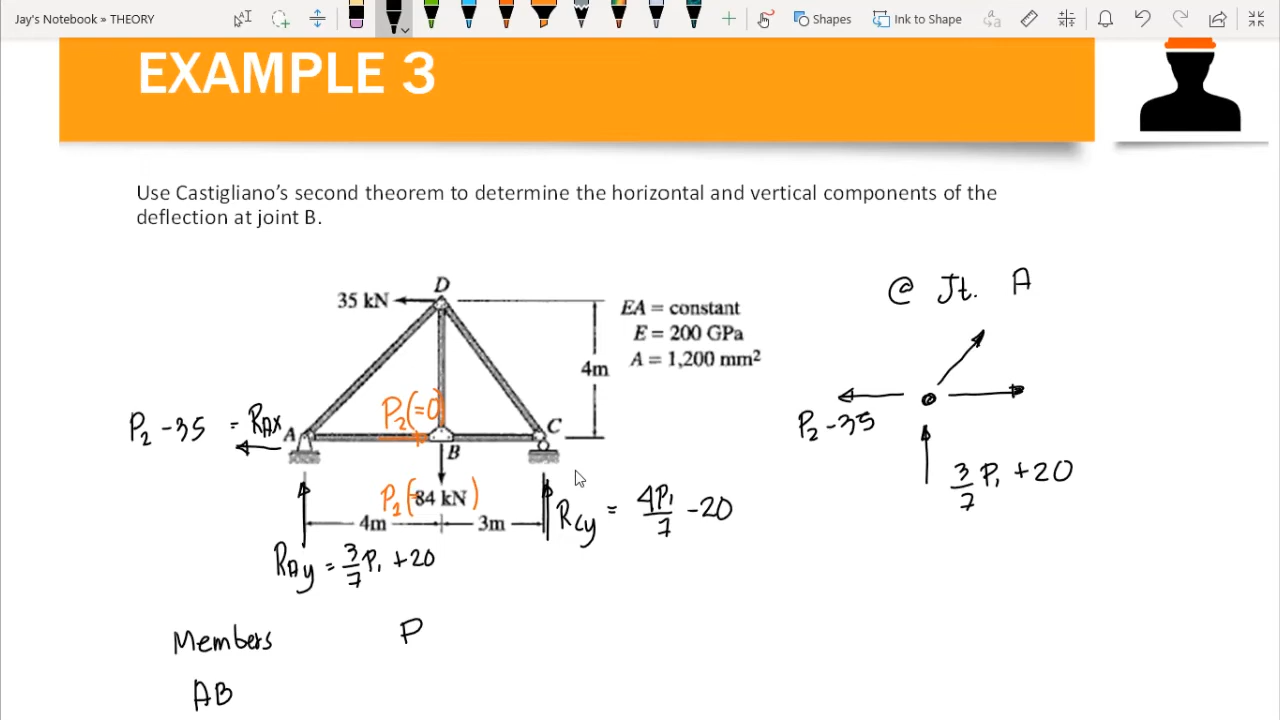 Jay's Notebook » THEORY
Shapes
Ink to Shape
EXAMPLE 3
Use Castigliano's second theorem to determine the horizontal and vertical components of the
deflection at joint B.
@ Jt. A
D
35 kN
EA = constant
E = 200 GPa
A = 1,200 mm²
4m
P₂(=0)
P₂ -35 = RAx
A
C
B
P₂ -35
3/7 P₁ +20
P₁(=84 kN)
RCy = 4P₁/7 -20
4m
3m
RAy = 3/7 P₁ +20
Members
P
AB